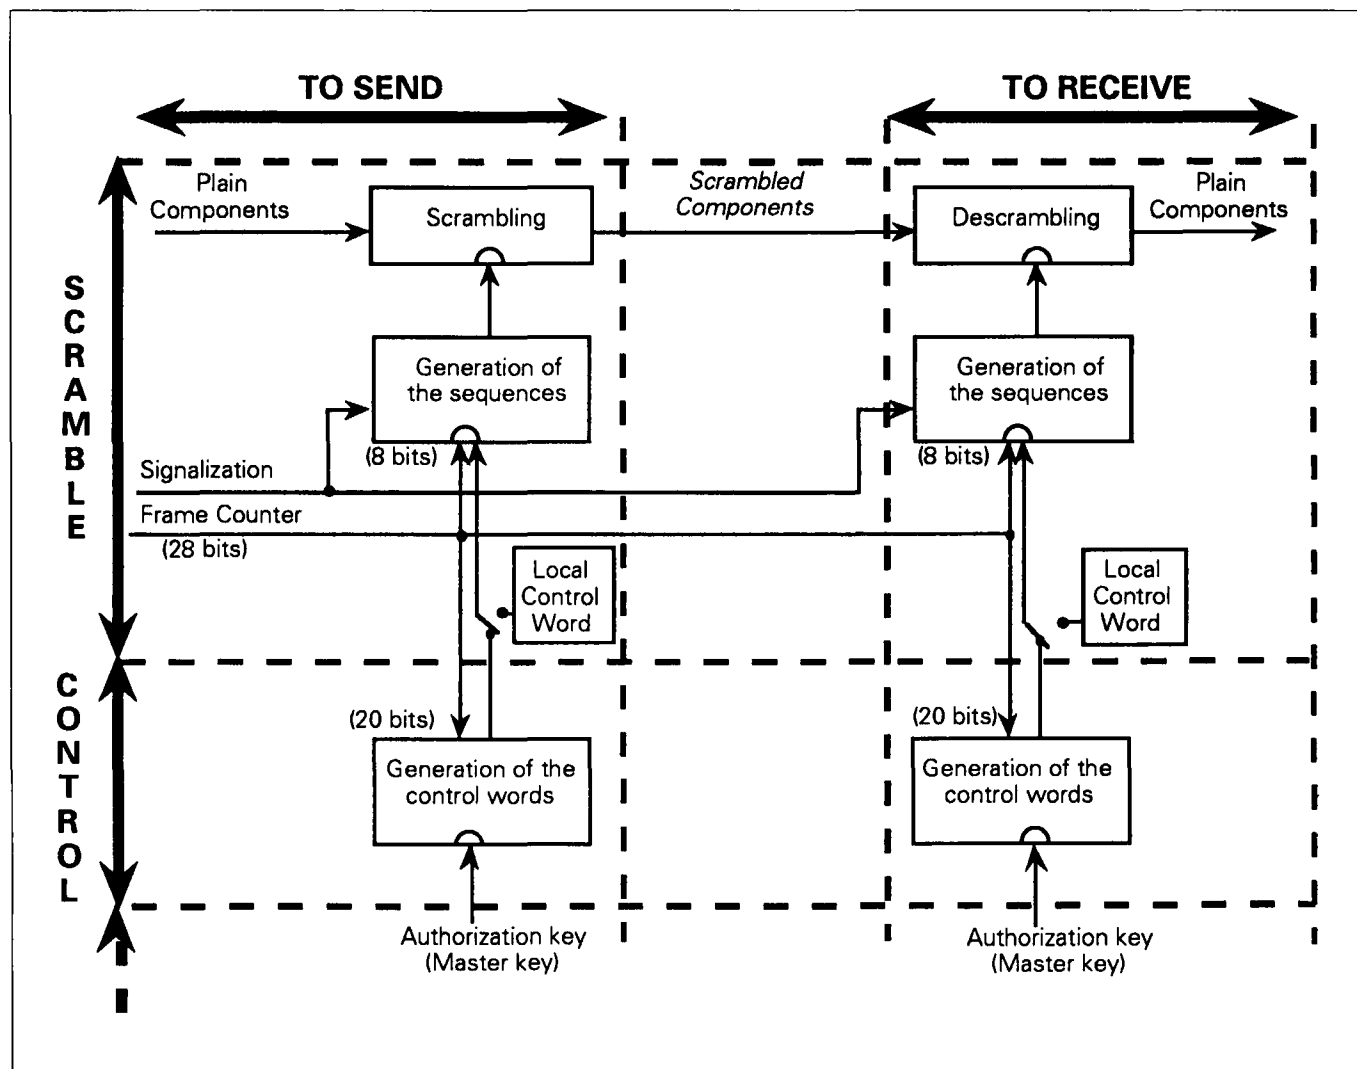 TO SEND
TO RECEIVE
Plain
Components
Scrambling
Scrambled
Components
Descrambling
Plain
Components
SCRAMBLE
Generation of
the sequences
Generation of
the sequences
(8 bits)
(8 bits)
Signalization
Frame Counter
(28 bits)
Local
Control
Word
Local
Control
Word
CONTROL
(20 bits)
(20 bits)
Generation of the
control words
Generation of the
control words
Authorization key
(Master key)
Authorization key
(Master key)